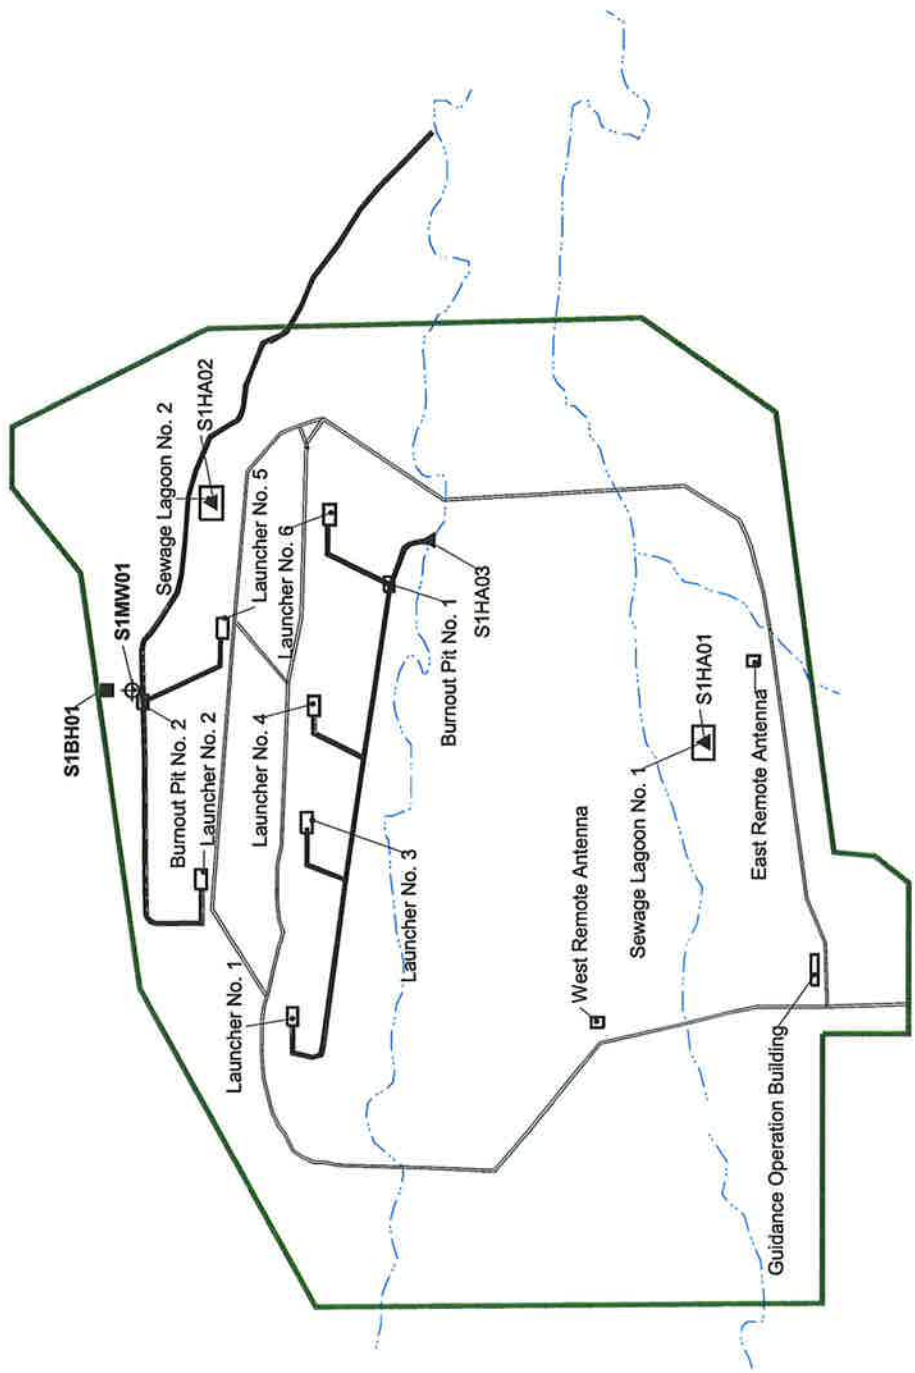 S1BH01
S1MW01
Sewage Lagoon No. 2
S1HA02
Burnout Pit No. 2
Launcher No. 2
Launcher No. 5
Launcher No. 6
Launcher No. 4
Launcher No. 1
Launcher No. 3
Burnout Pit No. 1
S1HA03
West Remote Antenna
Sewage Lagoon No. 1
S1HA01
East Remote Antenna
Guidance Operation Building